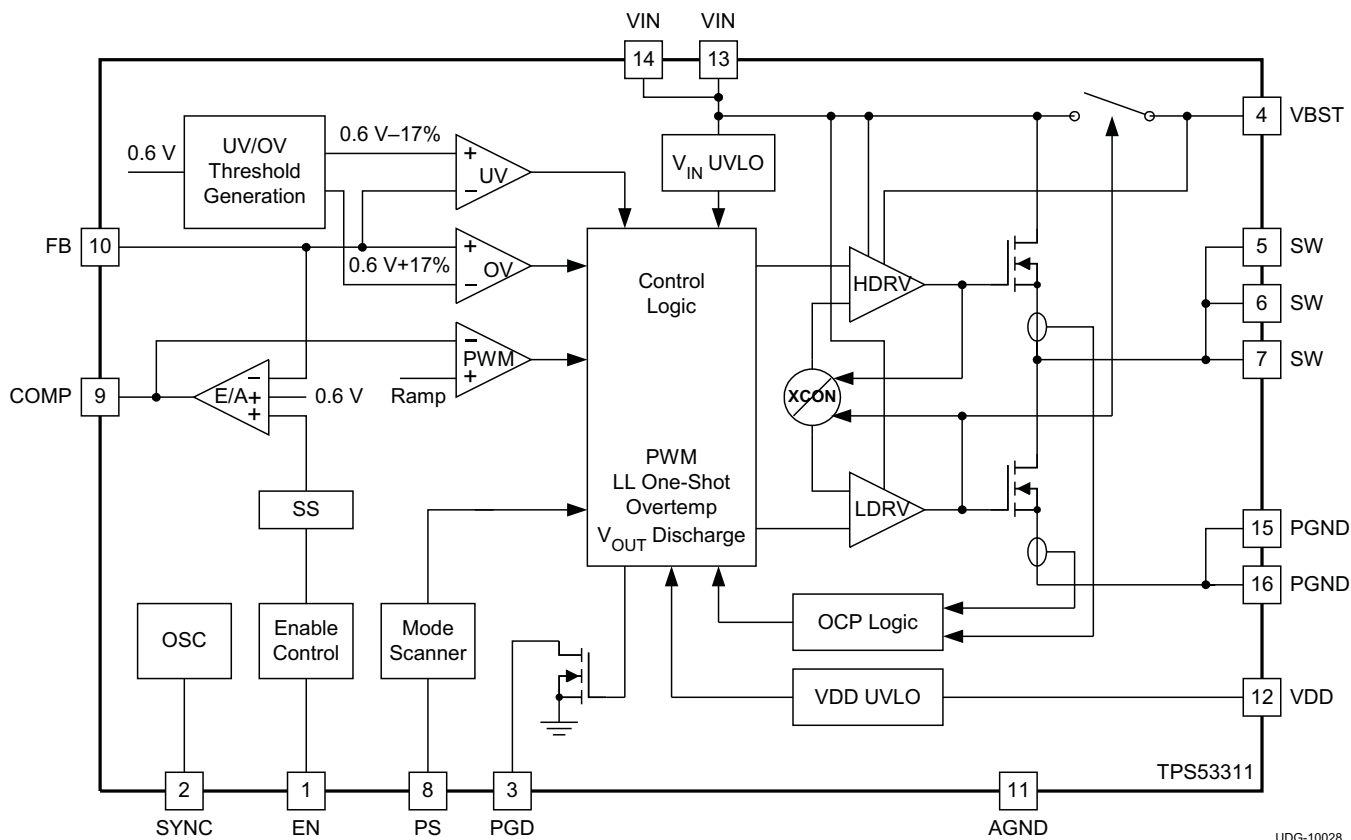 VIN
VIN
14
13
4
VBST
0.6 V
UV/OV
Threshold
Generation
0.6 V–17%
+
UV
−
V_IN UVLO
FB
10
0.6 V+17%
+
OV
−
Control
Logic
HDRV
5
SW
6
SW
7
SW
−
PWM
+
Ramp
COMP
9
−
E/A+
+
0.6 V
XCON
SS
PWM
LL One-Shot
Overtemp
V_OUT Discharge
LDRV
15
PGND
16
PGND
OSC
Enable
Control
Mode
Scanner
OCP Logic
VDD UVLO
12
VDD
TPS53311
2
1
8
3
11
SYNC
EN
PS
PGD
AGND
UDG-10028